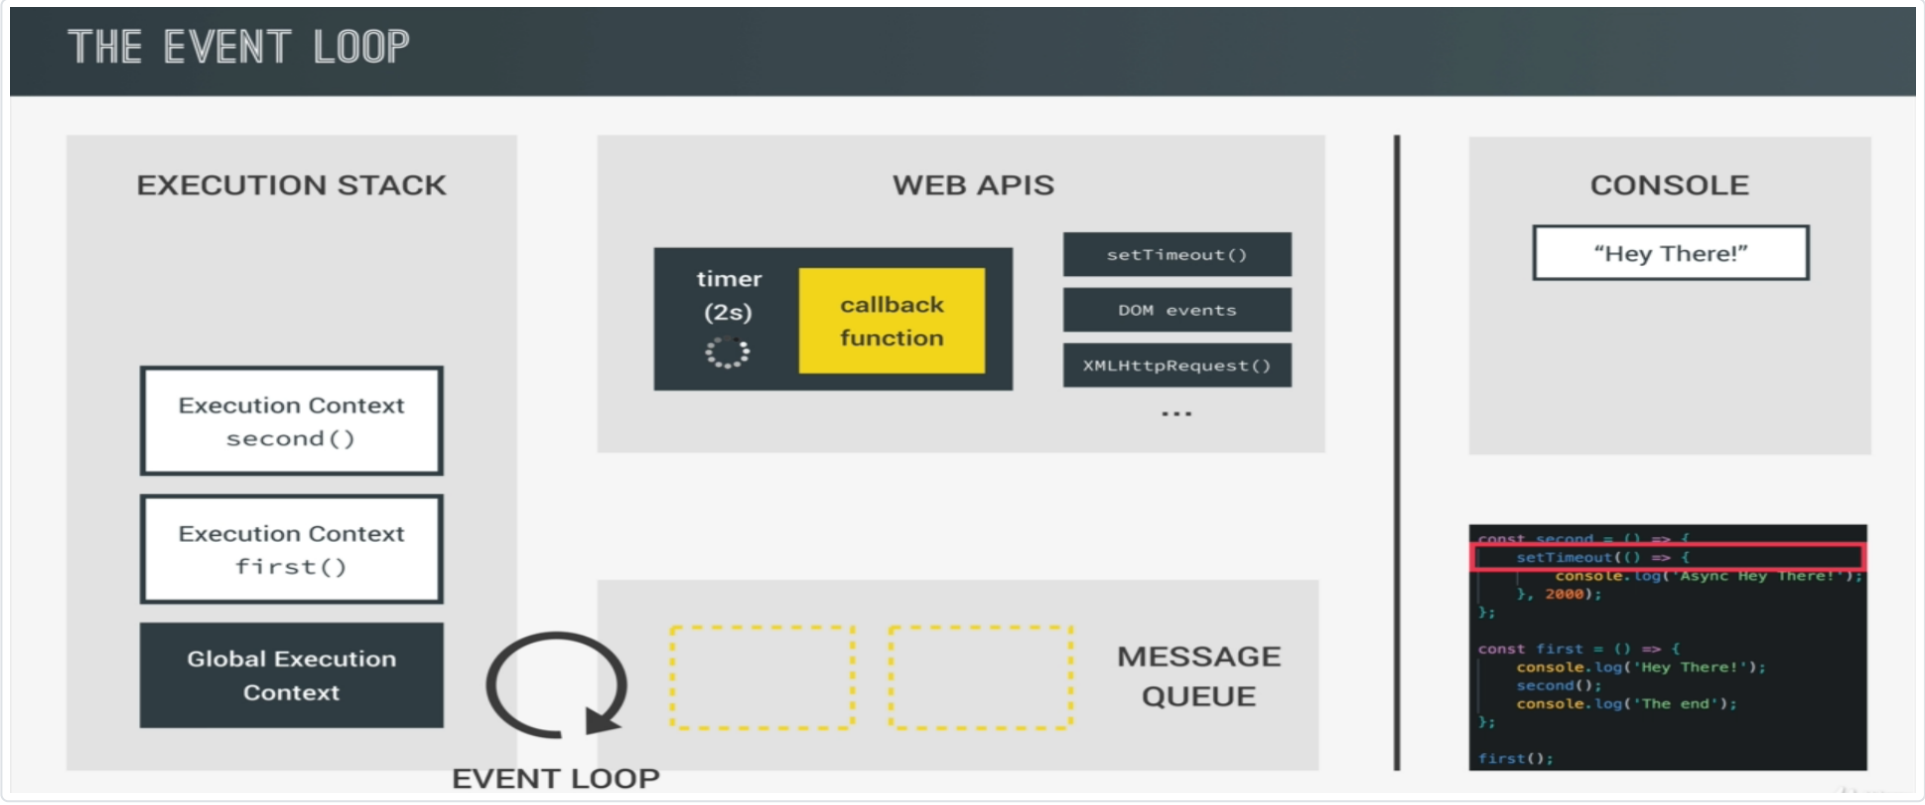 THE EVENT LOOP
EXECUTION STACK
Execution Context
second()
Execution Context
first()
Global Execution
Context
EVENT LOOP
WEB APIS
timer
(2s)
callback
function
setTimeout()
DOM events
XMLHttpRequest()
...
MESSAGE
QUEUE
CONSOLE
“Hey There!”
const second = () => {
setTimeout(() => {
console.log('Async Hey There!');
}, 2000);
};
const first = () => {
console.log('Hey There!');
second();
console.log('The end');
};
first();